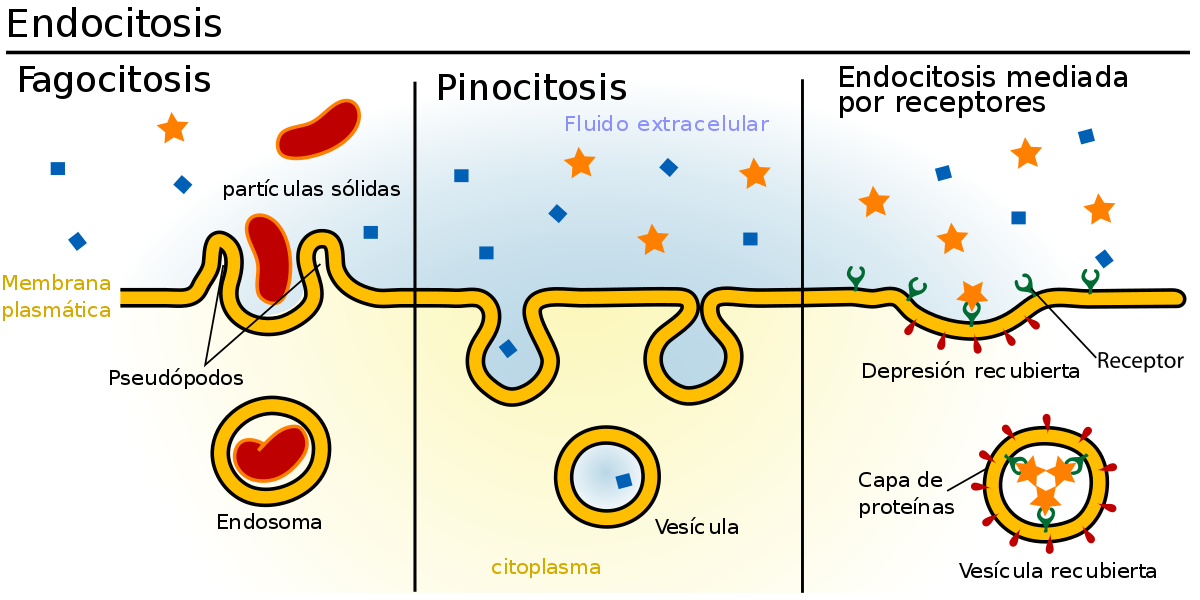 Endocitosis
Fagocitosis
partículas sólidas
Membrana
plasmática
Pseudópodos
Endosoma
Pinocitosis
Fluido extracelular
Vesícula
citoplasma
Endocitosis mediada
por receptores
Receptor
Depresión recubierta
Capa de
proteínas
Vesícula recubierta